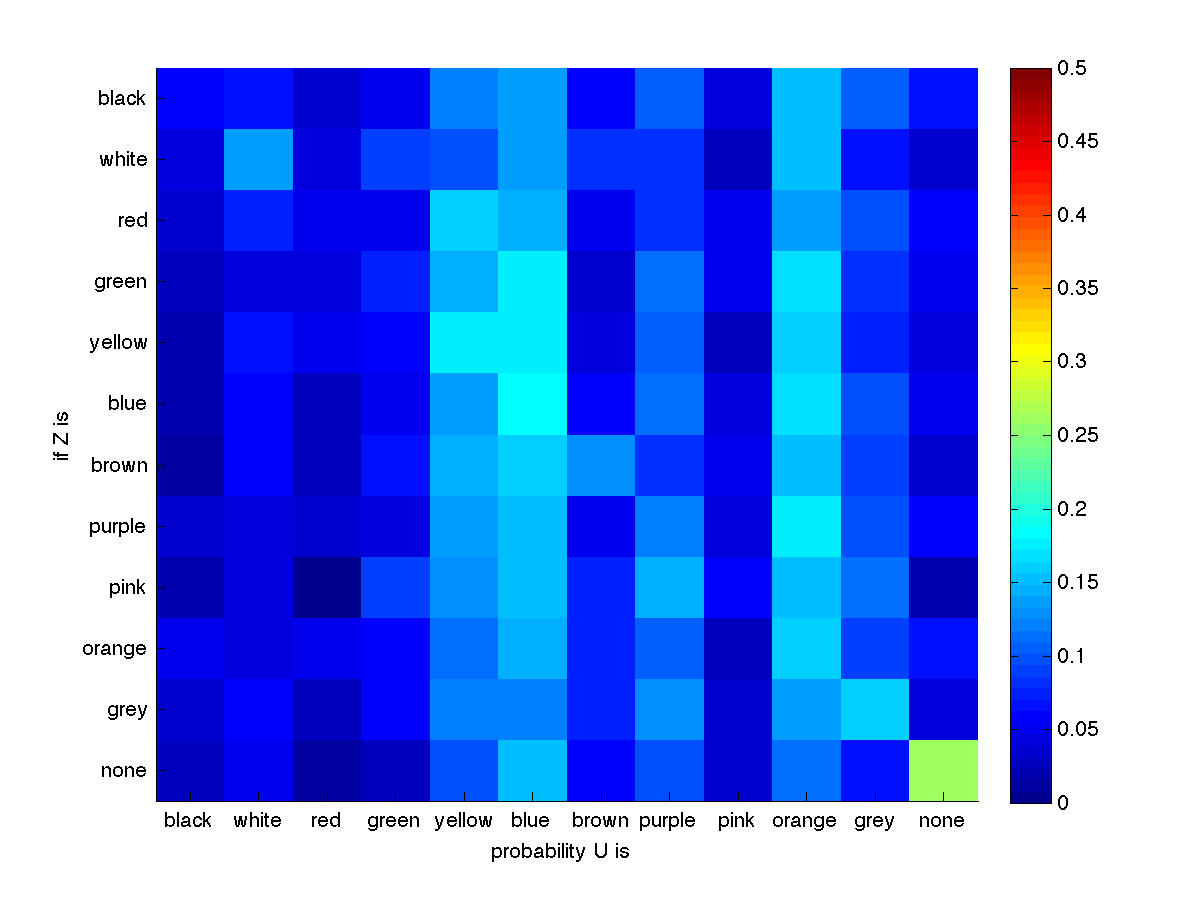 black
white
red
green
yellow
blue
brown
purple
pink
orange
grey
none
if Z is
black white red green yellow blue brown purple pink orange grey none
probability U is
0.5
0.45
0.4
0.35
0.3
0.25
0.2
0.15
0.1
0.05
0